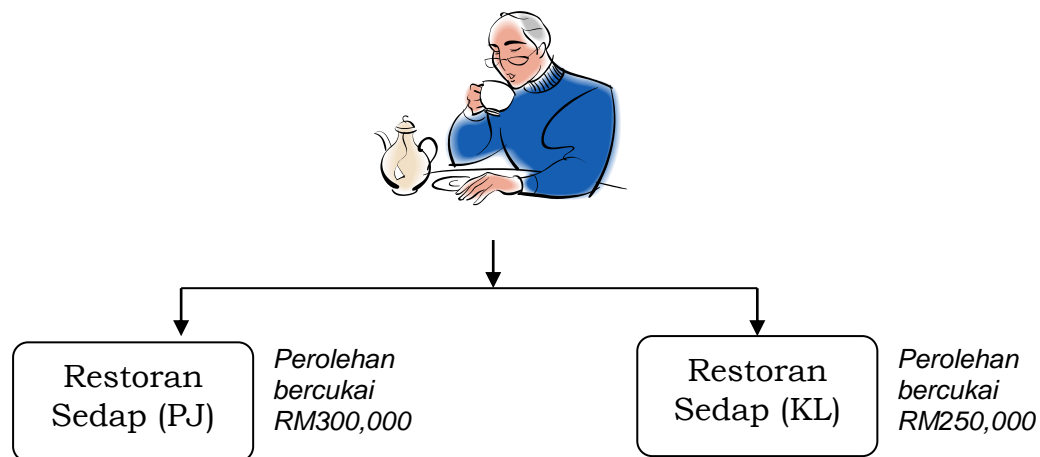 Restoran
Sedap (PJ)
Perolehan
bercukai
RM300,000
Restoran
Sedap (KL)
Perolehan
bercukai
RM250,000